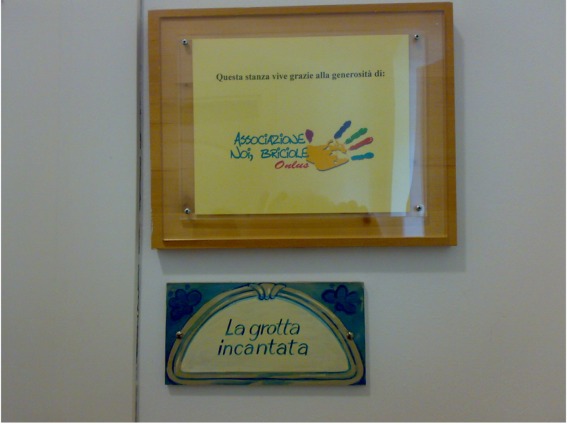 Questa stanza vive grazie alla generosità di:
ASSOCIAZIONE
NOI, BRICIOLE
Onlus
La grotta
incantata